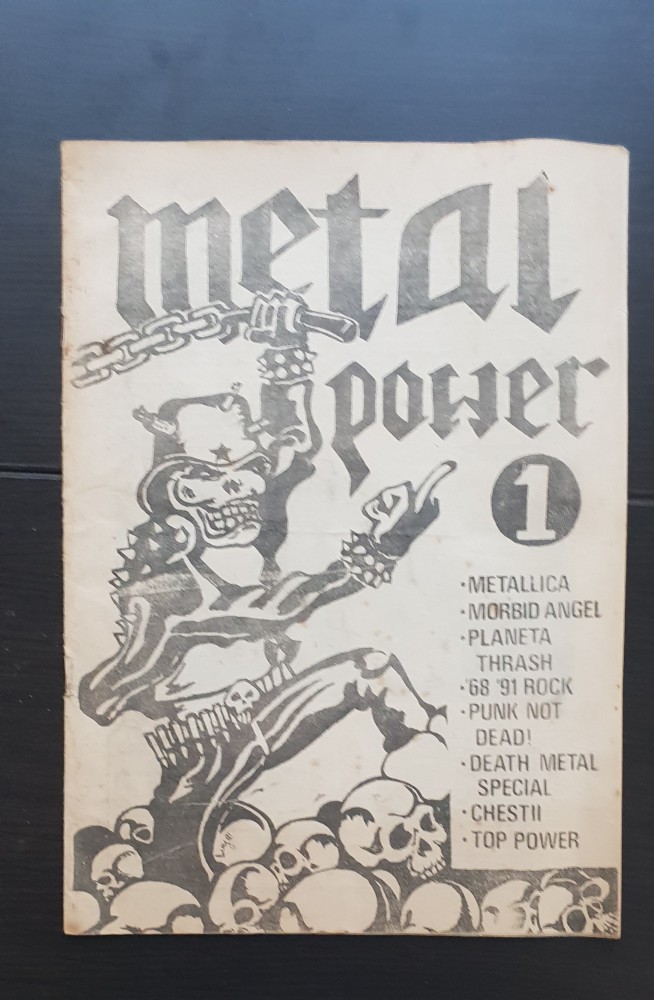 metal
power
1
·METALLICA
·MORBID ANGEL
·PLANETA
THRASH
·'68 '91 ROCK
·PUNK NOT
DEAD!
·DEATH METAL
SPECIAL
·CHESTII
·TOP POWER